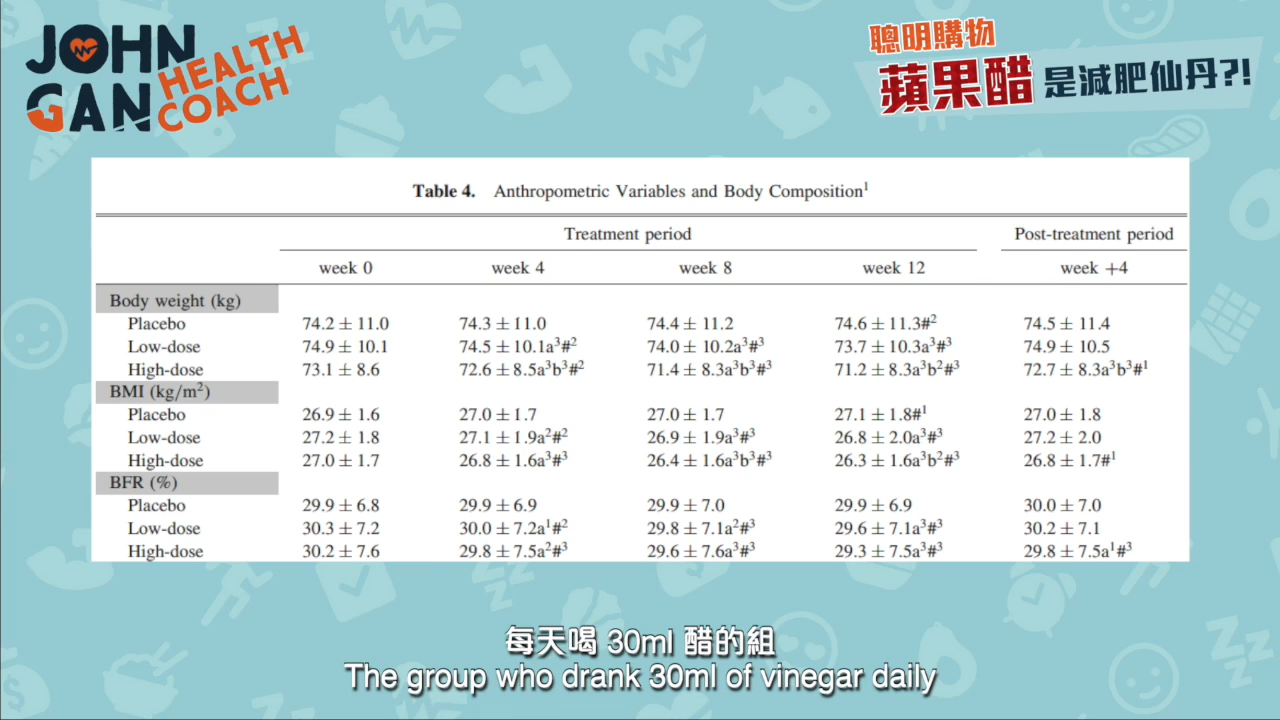 JOHN GAN HEALTH COACH
聰明購物
蘋果醋 是減肥仙丹?!
Table 4. Anthropometric Variables and Body Composition¹
Treatment period Post-treatment period
week 0 week 4 week 8 week 12 week +4
Body weight (kg)
Placebo 74.2 ± 11.0 74.3 ± 11.0 74.4 ± 11.2 74.6 ± 11.3#² 74.5 ± 11.4
Low-dose 74.9 ± 10.1 74.5 ± 10.1a³#² 74.0 ± 10.2a³#³ 73.7 ± 10.3a³#³ 74.9 ± 10.5
High-dose 73.1 ± 8.6 72.6 ± 8.5a³b³#² 71.4 ± 8.3a³b³#³ 71.2 ± 8.3a³b²#³ 72.7 ± 8.3a³b³#¹
BMI (kg/m²)
Placebo 26.9 ± 1.6 27.0 ± 1.7 27.0 ± 1.7 27.1 ± 1.8#¹ 27.0 ± 1.8
Low-dose 27.2 ± 1.8 27.1 ± 1.9a²#² 26.9 ± 1.9a³#³ 26.8 ± 2.0a³#³ 27.2 ± 2.0
High-dose 27.0 ± 1.7 26.8 ± 1.6a³#³ 26.4 ± 1.6a³b³#³ 26.3 ± 1.6a³b²#³ 26.8 ± 1.7#¹
BFR (%)
Placebo 29.9 ± 6.8 29.9 ± 6.9 29.9 ± 7.0 29.9 ± 6.9 30.0 ± 7.0
Low-dose 30.3 ± 7.2 30.0 ± 7.2a¹#² 29.8 ± 7.1a²#³ 29.6 ± 7.1a³#³ 30.2 ± 7.1
High-dose 30.2 ± 7.6 29.8 ± 7.5a²#³ 29.6 ± 7.6a³#³ 29.3 ± 7.5a³#³ 29.8 ± 7.5a¹#³
每天喝 30ml 醋的組
The group who drank 30ml of vinegar daily